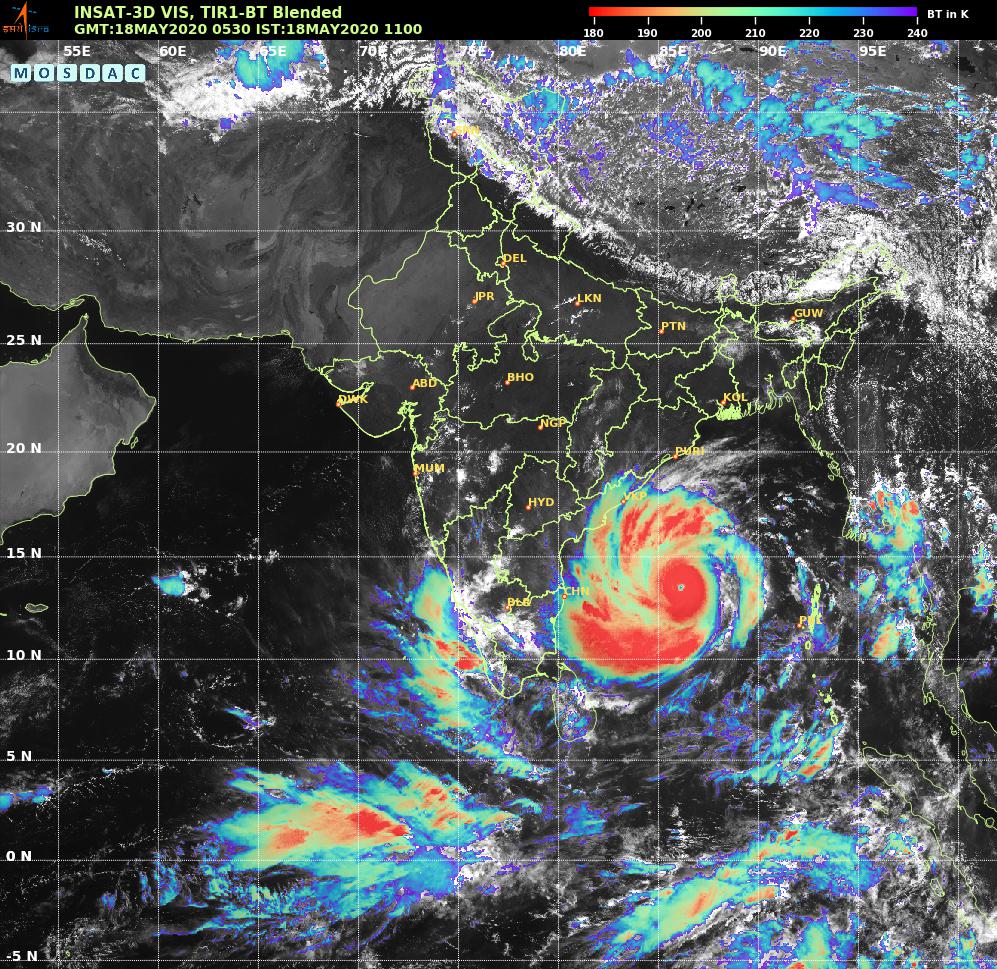 INSAT-3D VIS, TIR1-BT Blended
GMT:18MAY2020 0530 IST:18MAY2020 1100
180 190 200 210 220 230 240 BT in K
55E 60E 65E 70E 75E 80E 85E 90E 95E
MOSDAC
30 N
DEL
JPR
LKN
GUW
PTN
25 N
BHO
ABD
DWK
KOL
NGP
20 N
PURI
MUM
VKP
HYD
15 N
CHN
BLR
10 N
5 N
0 N
-5 N